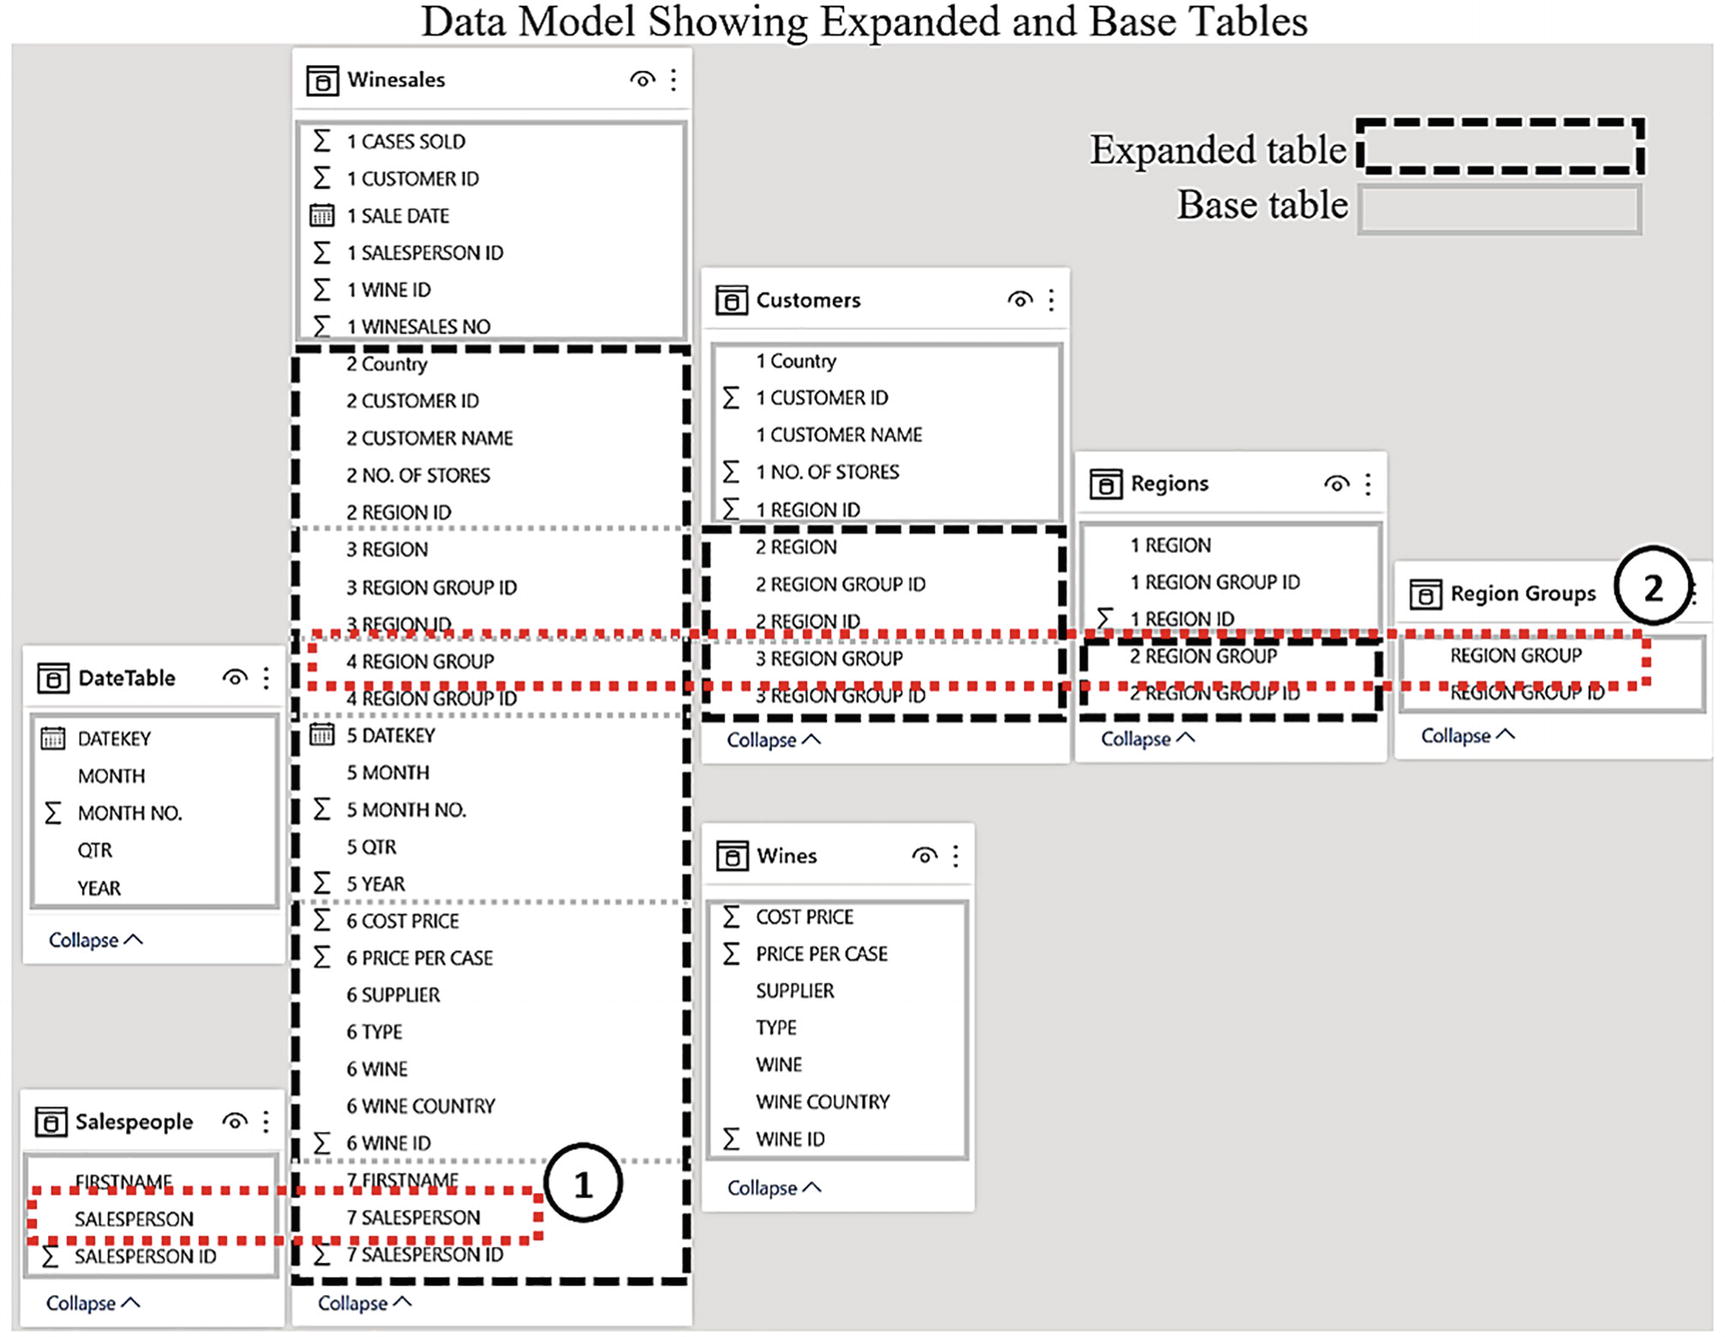 Data Model Showing Expanded and Base Tables
Winesales
1 CASES SOLD
1 CUSTOMER ID
1 SALE DATE
1 SALESPERSON ID
1 WINE ID
1 WINESALES NO
2 Country
2 CUSTOMER ID
2 CUSTOMER NAME
2 NO. OF STORES
2 REGION ID
3 REGION
3 REGION GROUP ID
3 REGION ID
4 REGION GROUP
4 REGION GROUP ID
5 DATEKEY
5 MONTH
5 MONTH NO.
5 QTR
5 YEAR
6 COST PRICE
6 PRICE PER CASE
6 SUPPLIER
6 TYPE
6 WINE
6 WINE COUNTRY
6 WINE ID
7 FIRSTNAME
7 SALESPERSON
7 SALESPERSON ID
Collapse
1
Expanded table
Base table
Customers
1 Country
1 CUSTOMER ID
1 CUSTOMER NAME
1 NO. OF STORES
1 REGION ID
2 REGION
2 REGION GROUP ID
2 REGION ID
3 REGION GROUP
3 REGION GROUP ID
Collapse
Regions
1 REGION
1 REGION GROUP ID
1 REGION ID
2 REGION GROUP
2 REGION GROUP ID
Collapse
Region Groups
2
REGION GROUP
REGION GROUP ID
Collapse
DateTable
DATEKEY
MONTH
MONTH NO.
QTR
YEAR
Collapse
Wines
COST PRICE
PRICE PER CASE
SUPPLIER
TYPE
WINE
WINE COUNTRY
WINE ID
Collapse
Salespeople
FIRSTNAME
SALESPERSON
SALESPERSON ID
Collapse